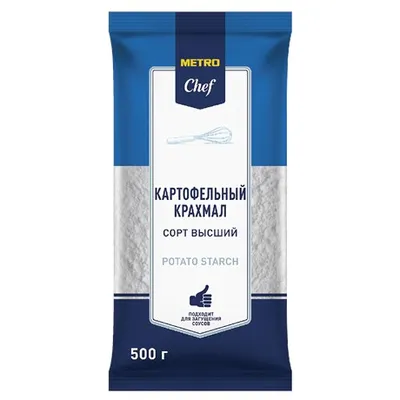 METRO
Chef
КАРТОФЕЛЬНЫЙ
КРАХМАЛ
СОРТ ВЫСШИЙ
POTATO STARCH
ПОДХОДИТ
ДЛЯ ЗАГУЩЕНИЯ
СОУСОВ
500 г